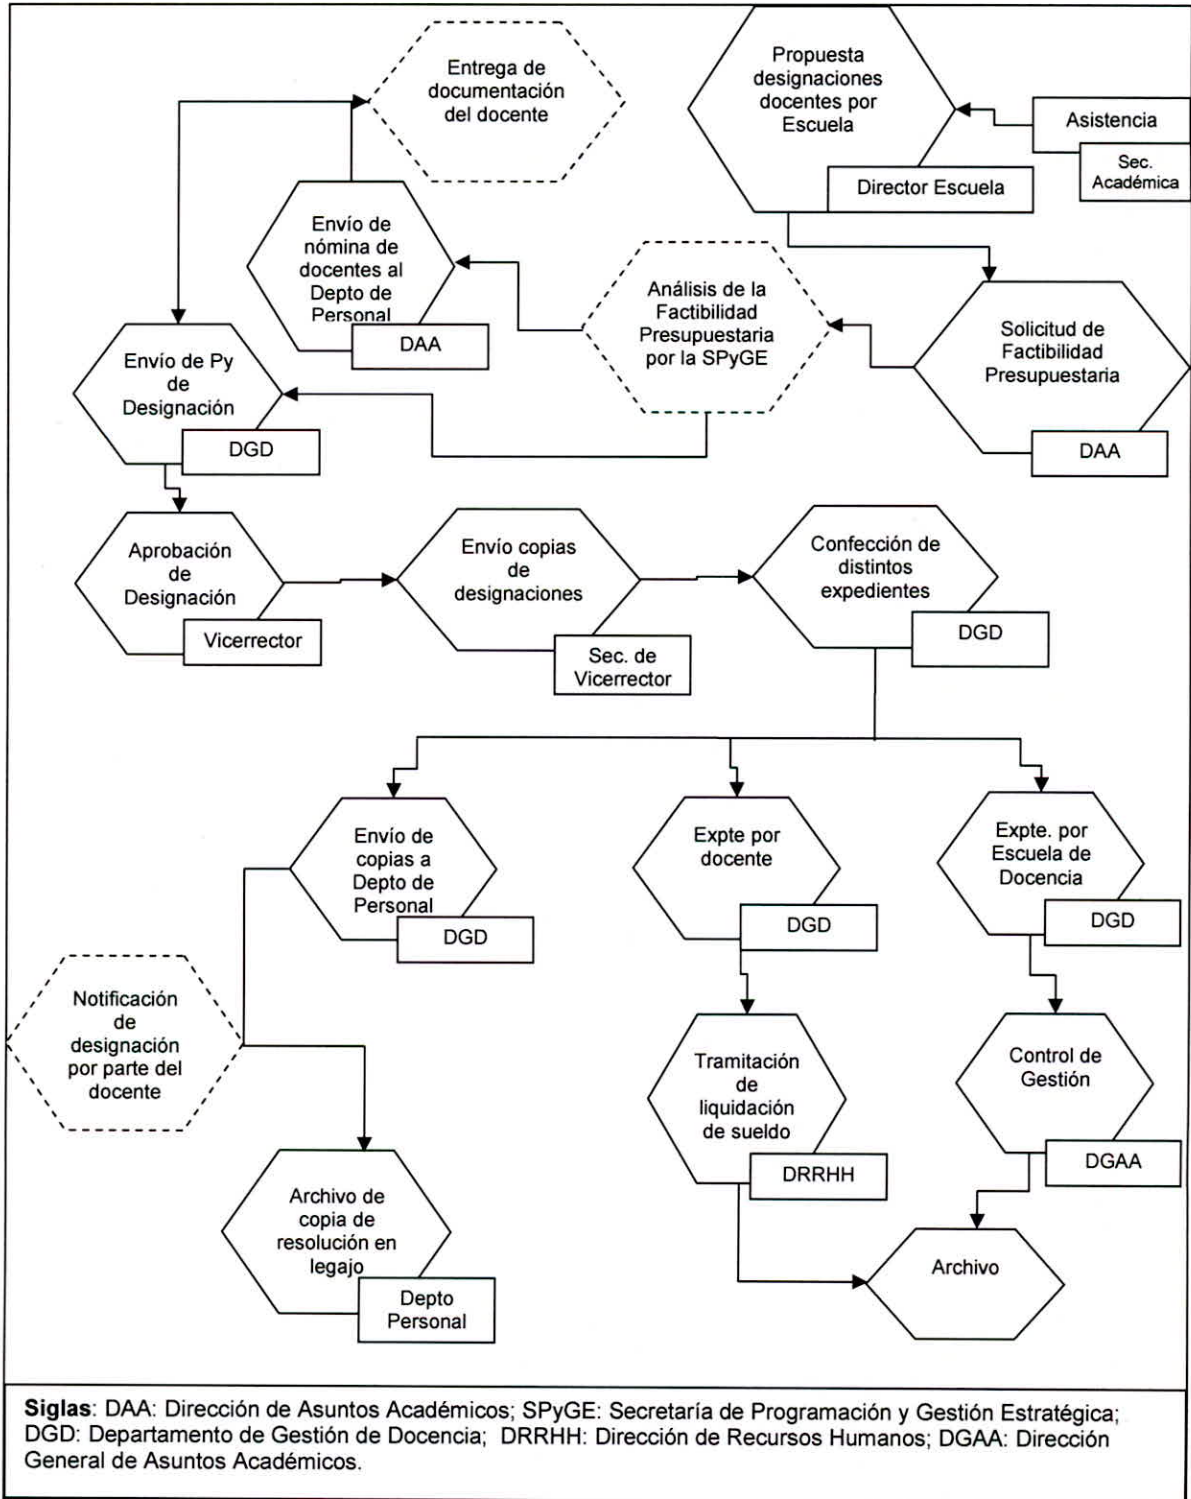 Entrega de
documentación
del docente
Propuesta
designaciones
docentes por
Escuela
Director Escuela
Asistencia
Sec.
Académica
Envío de
nómina de
docentes al
Depto de
Personal
DAA
Análisis de la
Factibilidad
Presupuestaria
por la SPyGE
Solicitud de
Factibilidad
Presupuestaria
DAA
Envío de Py
de
Designación
DGD
Aprobación
de
Designación
Vicerrector
Envío copias
de
designaciones
Sec. de
Vicerrector
Confección de
distintos
expedientes
DGD
Envío de
copias a
Depto de
Personal
DGD
Expte por
docente
DGD
Expte. por
Escuela de
Docencia
DGD
Notificación
de
designación
por parte del
docente
Tramitación
de
liquidación
de sueldo
DRRHH
Control de
Gestión
DGAA
Archivo de
copia de
resolución en
legajo
Depto
Personal
Archivo
Siglas: DAA: Dirección de Asuntos Académicos; SPyGE: Secretaría de Programación y Gestión Estratégica;
DGD: Departamento de Gestión de Docencia; DRRHH: Dirección de Recursos Humanos; DGAA: Dirección
General de Asuntos Académicos.